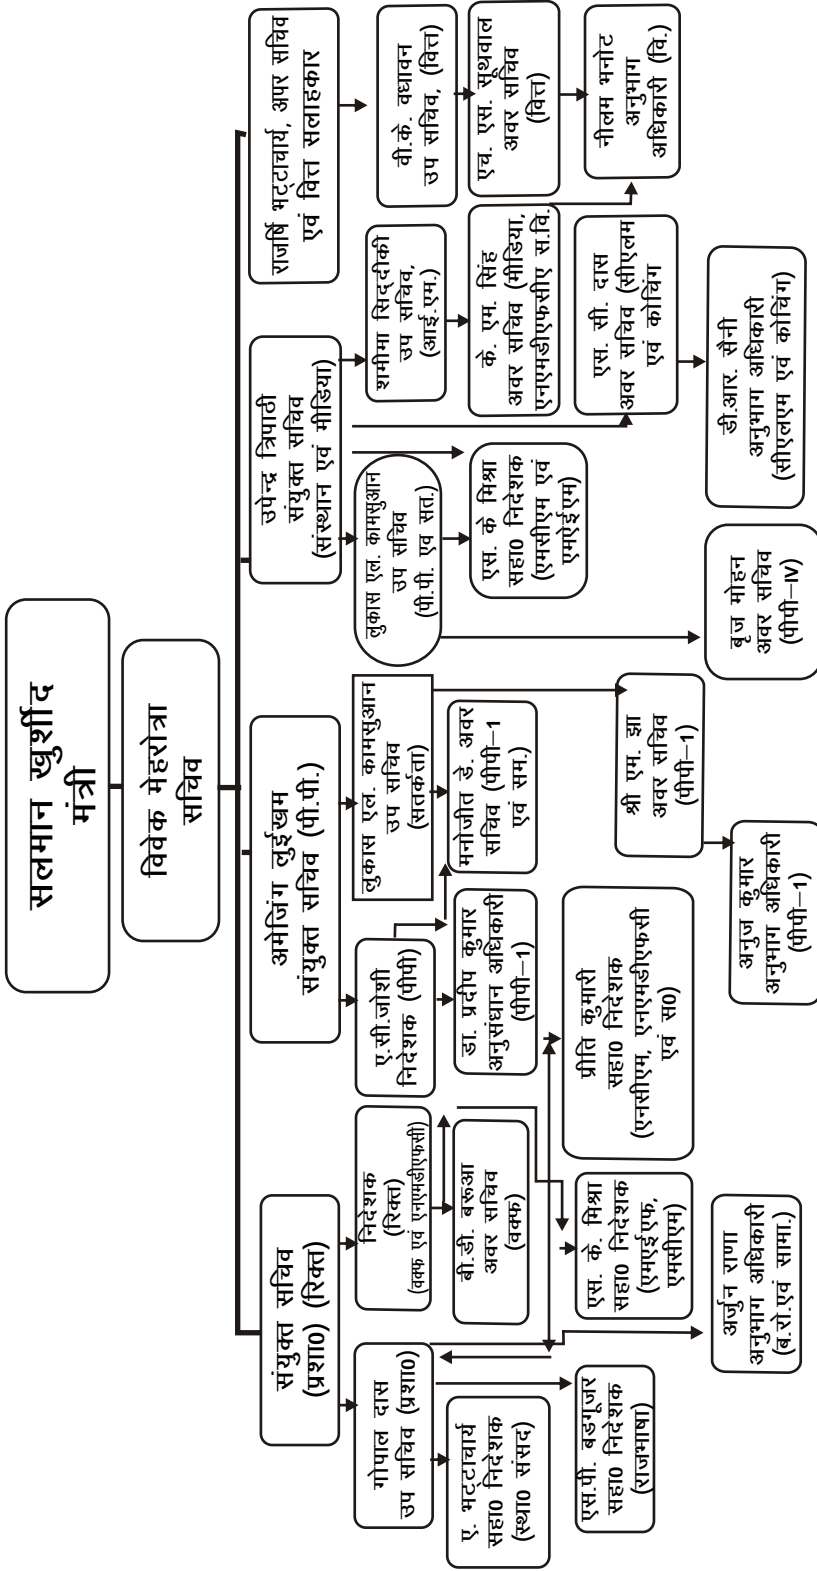 सलमान खुर्शीद
मंत्री
विवेक मेहरोत्रा
सचिव
संयुक्त सचिव
(प्रशा0) (रिक्त)
अमोजंग लुईखम
संयुक्त सचिव (पी.पी.)
उपेन्द्र त्रिपाठी
संयुक्त सचिव
(संस्थान एवं मीडिया)
राजर्षि भट्टाचार्य, अपर सचिव
एवं वित्त सलाहकार
गोपाल दास
उप सचिव (प्रशा0)
निदेशक
(रिक्त)
(वक्फ एवं एनएमडीएफसी)
ए.सी.जोशी
निदेशक (पीपी)
लुकास एल. कामसुआन
उप सचिव
(सतर्कता)
लुकास एल. कामसुआन
उप सचिव
(पी.पी. एवं सत.)
शमीमा सिद्दीकी
उप सचिव,
(आई.एम.)
वी.के. वधावन
उप सचिव, (वित्त)
ए. भट्टाचार्य
सहा0 निदेशक
(स्था0 संसद)
बी.डी. बरूआ
अवर सचिव
(वक्फ)
डा. प्रदीप कुमार
अनुसंधान अधिकारी
(पीपी–1)
मनोजीत डे. अवर
सचिव (पीपी–1
एवं सम.)
एस. के मिश्रा
सहा0 निदेशक
(एमसीएम एवं
एमएईएम)
के. एम. सिंह
अवर सचिव (मीडिया,
एनएमडीएफसीए स.वि.
एच. एस. सूथवाल
अवर सचिव
(वित्त)
एस.पी. बडगूजर
सहा0 निदेशक
(राजभाषा)
एस. के. मिश्रा
सहा0 निदेशक
(एमएईएफ,
एमसीएम)
प्रीति कुमारी
सहा0 निदेशक
(एनसीएम, एनएमडीएफसी
एवं स0)
श्री एम. झा
अवर सचिव
(पीपी–1)
एस. सी. दास
अवर सचिव (सीएलएम
एवं कोचिंग
नीलम मनोट
अनुभाग
अधिकारी (वि.)
अर्जुन राणा
अनुभाग अधिकारी
(ब.रो.एवं सामा.)
अनुज कुमार
अनुभाग अधिकारी
(पीपी–1)
बृज मोहन
अवर सचिव
(पीपी–IV)
डी.आर. सैनी
अनुभाग अधिकारी
(सीएलएम एवं कोचिंग)